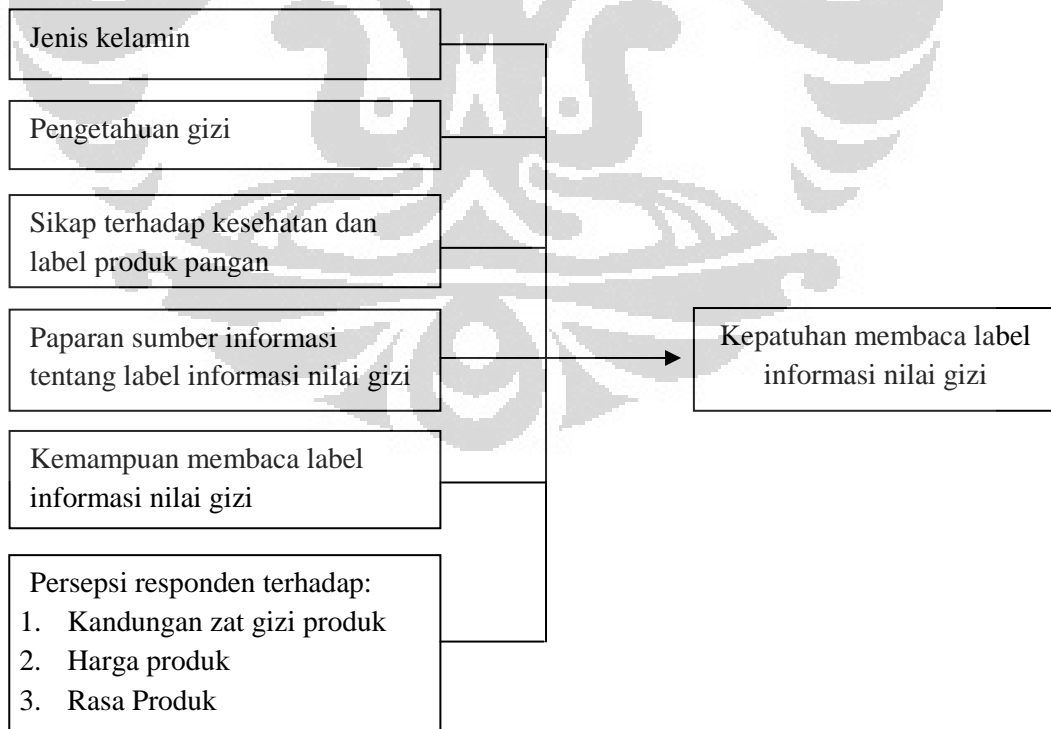 Jenis kelamin
Pengetahuan gizi
Sikap terhadap kesehatan dan
label produk pangan
Paparan sumber informasi
tentang label informasi nilai gizi
Kemampuan membaca label
informasi nilai gizi
Persepsi responden terhadap:
1. Kandungan zat gizi produk
2. Harga produk
3. Rasa Produk
Kepatuhan membaca label
informasi nilai gizi